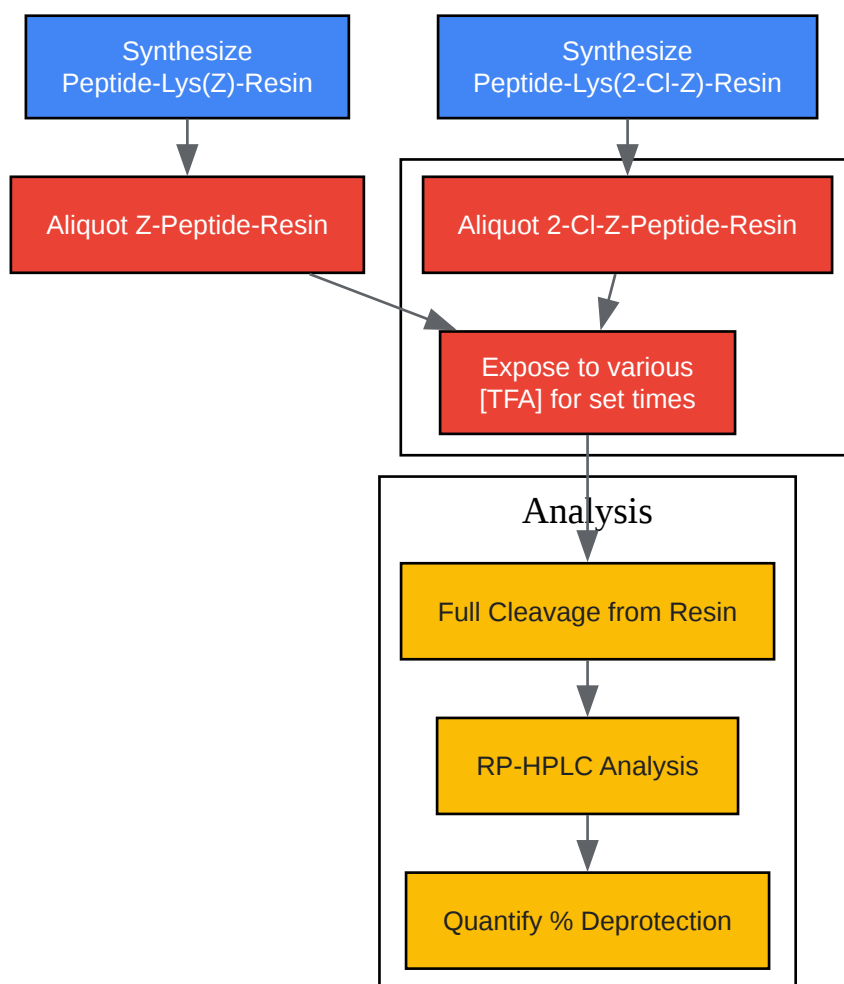 Synthesize
Peptide-Lys(Z)-Resin
Synthesize
Peptide-Lys(2-Cl-Z)-Resin
Aliquot Z-Peptide-Resin
Aliquot 2-Cl-Z-Peptide-Resin
Expose to various
[TFA] for set times
Analysis
Full Cleavage from Resin
RP-HPLC Analysis
Quantify % Deprotection